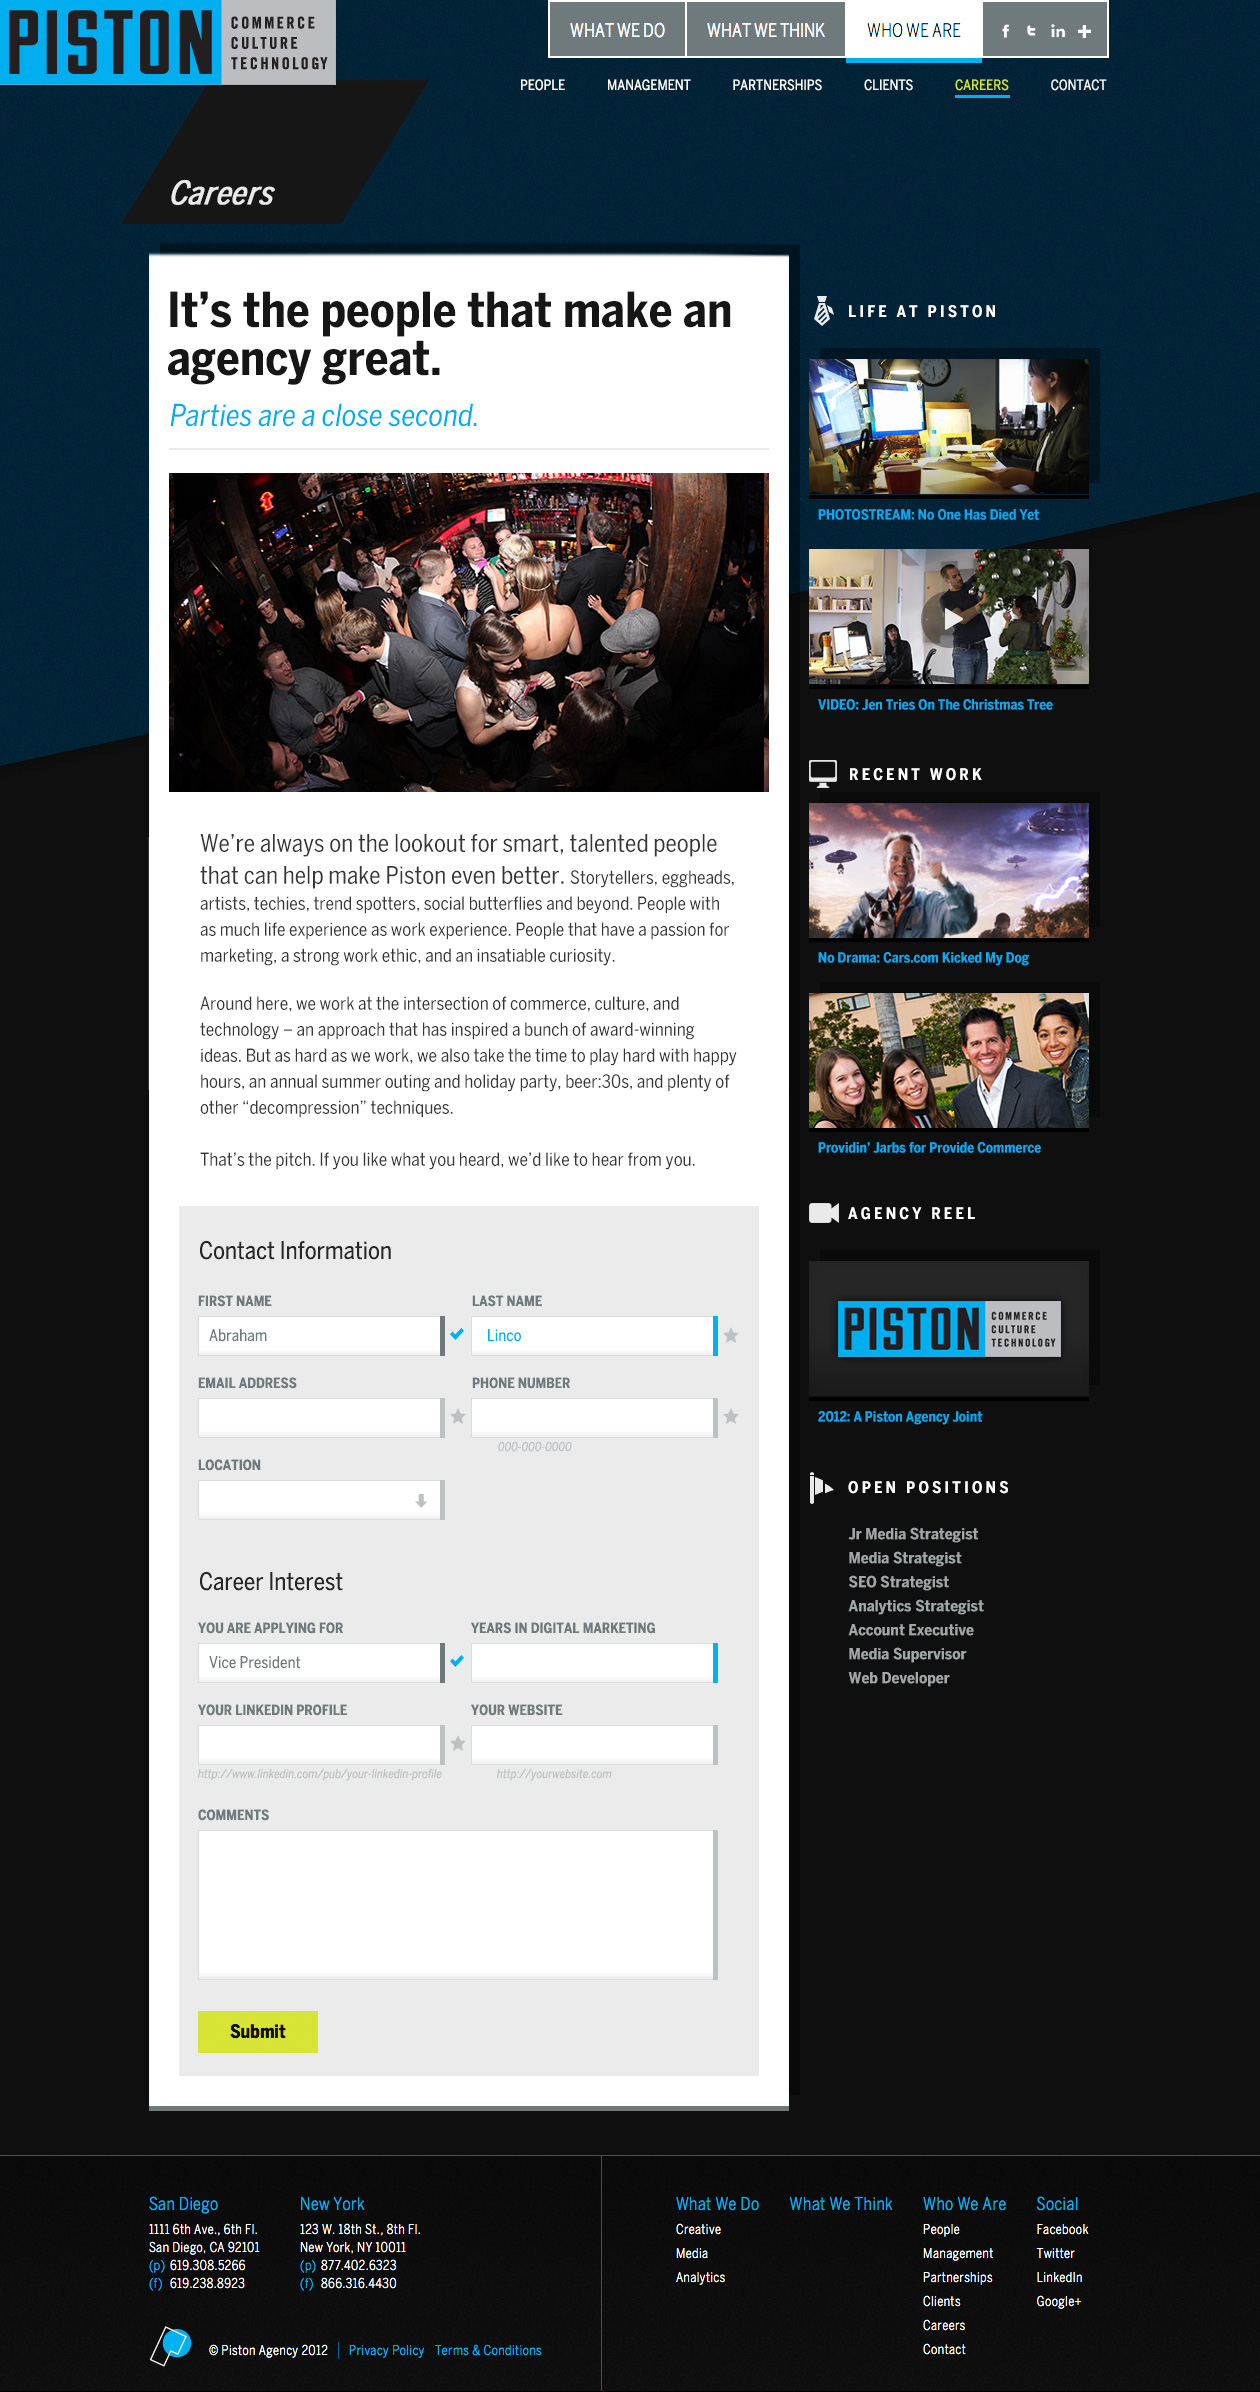 PISTON
COMMERCE
CULTURE
TECHNOLOGY
WHAT WE DO
WHAT WE THINK
WHO WE ARE
PEOPLE
MANAGEMENT
PARTNERSHIPS
CLIENTS
CAREERS
CONTACT
Careers
It's the people that make an
agency great.
Parties are a close second.
We're always on the lookout for smart, talented people
that can help make Piston even better. Storytellers, eggheads,
artists, techies, trend spotters, social butterflies and beyond. People with
as much life experience as work experience. People that have a passion for
marketing, a strong work ethic, and an insatiable curiosity.
Around here, we work at the intersection of commerce, culture, and
technology – an approach that has inspired a bunch of award-winning
ideas. But as hard as we work, we also take the time to play hard with happy
hours, an annual summer outing and holiday party, beer:30s, and plenty of
other “decompression” techniques.
That's the pitch. If you like what you heard, we'd like to hear from you.
Contact Information
FIRST NAME
LAST NAME
Abraham
Linco
EMAIL ADDRESS
PHONE NUMBER
000-000-0000
LOCATION
Career Interest
YOU ARE APPLYING FOR
YEARS IN DIGITAL MARKETING
Vice President
YOUR LINKEDIN PROFILE
YOUR WEBSITE
http://www.linkedin.com/pub/your-linkedin-profile
http://yourwebsite.com
COMMENTS
Submit
LIFE AT PISTON
PHOTOSTREAM: No One Has Died Yet
VIDEO: Jen Tries On The Christmas Tree
RECENT WORK
No Drama: Cars.com Kicked My Dog
Providin' Jarbs for Provide Commerce
AGENCY REEL
PISTON
COMMERCE
CULTURE
TECHNOLOGY
2012: A Piston Agency Joint
OPEN POSITIONS
Jr Media Strategist
Media Strategist
SEO Strategist
Analytics Strategist
Account Executive
Media Supervisor
Web Developer
San Diego
1111 6th Ave., 6th Fl.
San Diego, CA 92101
(p) 619.308.5266
(f) 619.238.8923
New York
123 W. 18th St., 8th Fl.
New York, NY 10011
(p) 877.402.6323
(f) 866.316.4430
© Piston Agency 2012 | Privacy Policy Terms & Conditions
What We Do
Creative
Media
Analytics
What We Think
Who We Are
People
Management
Partnerships
Clients
Careers
Contact
Social
Facebook
Twitter
LinkedIn
Google+